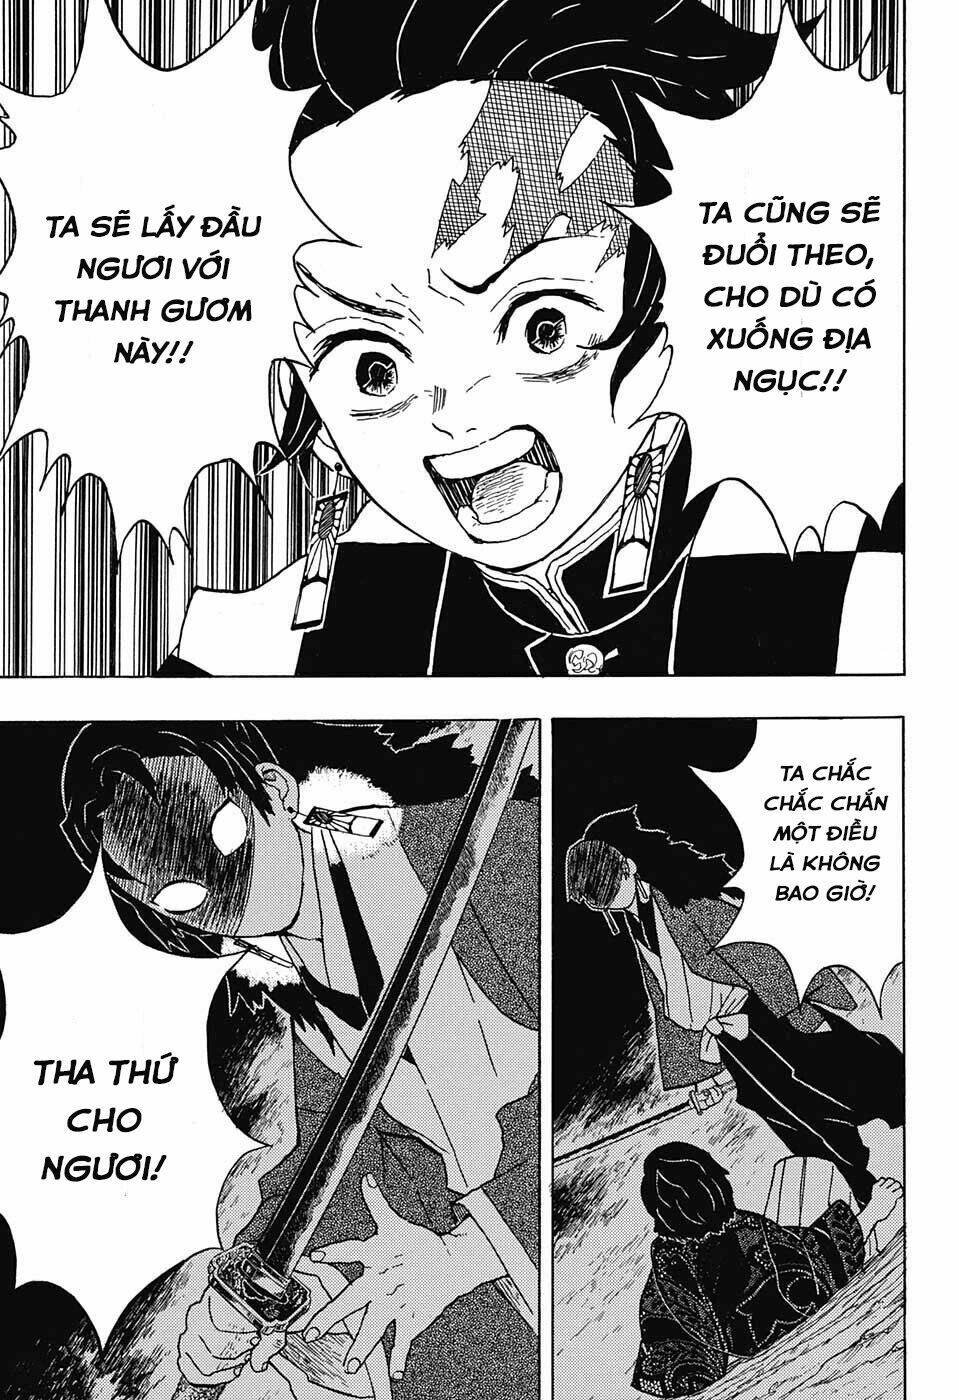 TA CŨNG SẼ
ĐUỔI THEO,
CHO DÙ CÓ
XUỐNG ĐỊA
NGỤC!!
TA SẼ LẤY ĐẦU
NGƯƠI VỚI
THANH GƯƠM
NÀY!!
TA CHẮC
CHẮC CHẮN
MỘT ĐIỀU
LÀ KHÔNG
BAO GIỜ!
THA THỨ
CHO
NGƯƠI!